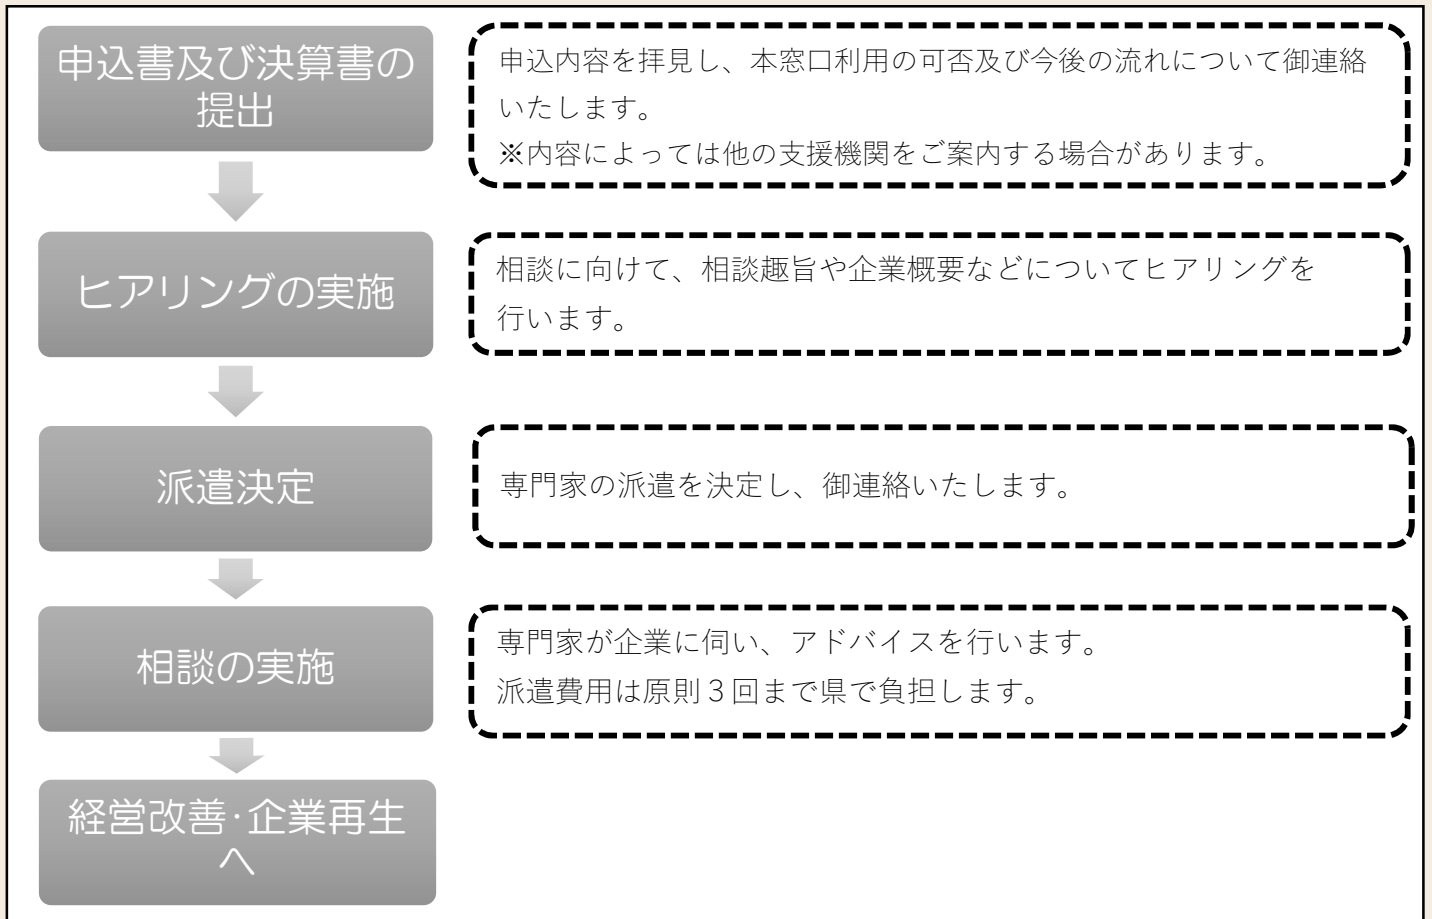 申込書及び決算書の
提出
申込内容を拝見し、本窓口利用の可否及び今後の流れについて御連絡
いたします。
※内容によっては他の支援機関をご案内する場合があります。
ヒアリングの実施
相談に向けて、相談趣旨や企業概要などについてヒアリングを
行います。
派遣決定
専門家の派遣を決定し、御連絡いたします。
相談の実施
専門家が企業に伺い、アドバイスを行います。
派遣費用は原則３回まで県で負担します。
経営改善･企業再生
へ